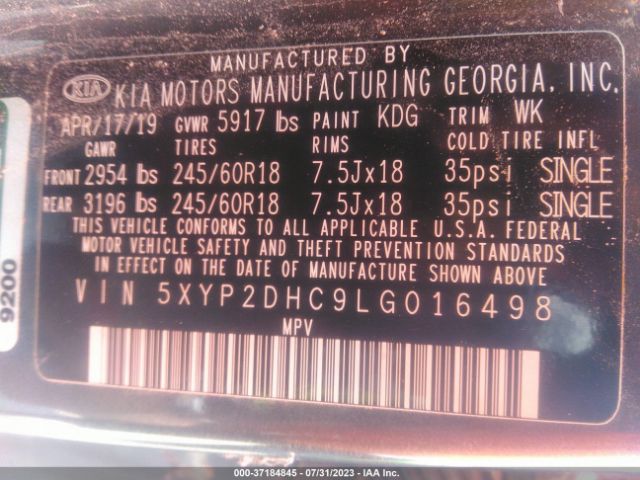 MANUFACTURED BY
KIA KIA MOTORS MANUFACTURING GEORGIA, INC.
APR/17/19 GVWR 5917 lbs PAINT KDG TRIM WK
GAWR TIRES RIMS COLD TIRE INFL
FRONT 2954 lbs 245/60R18 7.5Jx18 35psi SINGLE
REAR 3196 lbs 245/60R18 7.5Jx18 35psi SINGLE
THIS VEHICLE CONFORMS TO ALL APPLICABLE U.S.A. FEDERAL
MOTOR VEHICLE SAFETY AND THEFT PREVENTION STANDARDS
IN EFFECT ON THE DATE OF MANUFACTURE SHOWN ABOVE
VIN 5XYP2DHC9LG016498
MPV
9200
000-37184845 | 07/31/2023 - IAA Inc.